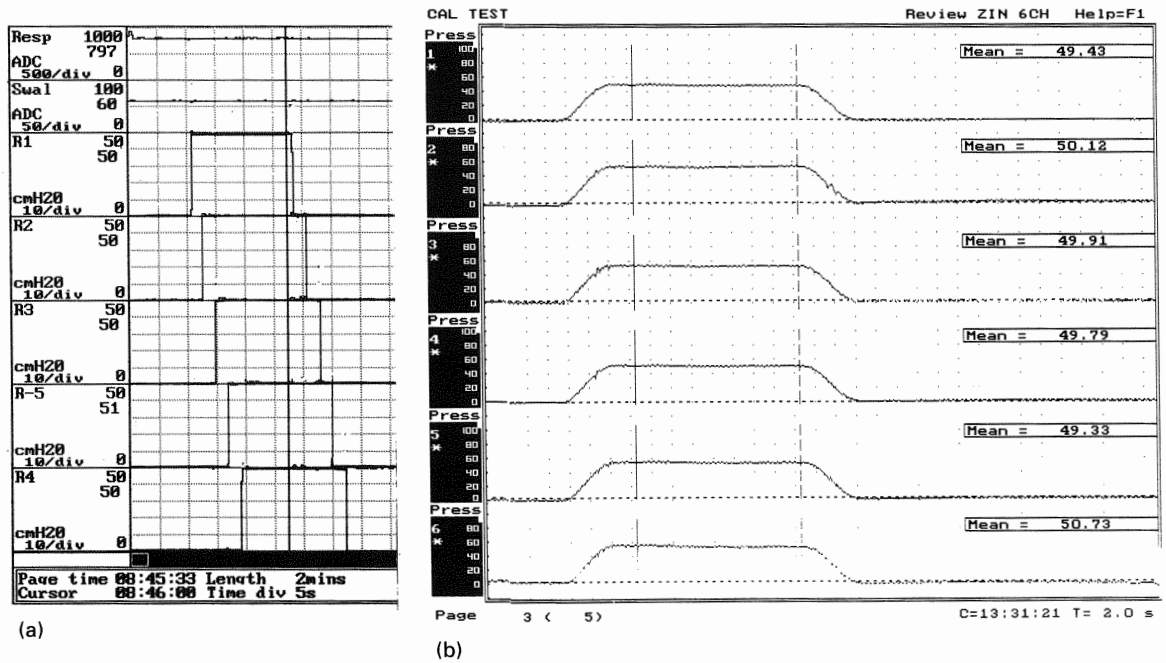 Resp 1000
797
ADC
500/div 0
Swal 100
60
ADC
50/div 0
R1 50
50
cmH20
10/div 0
R2 50
50
cmH20
10/div 0
R3 50
50
cmH20
10/div 0
R-5 50
51
cmH20
10/div 0
R4 50
50
cmH20
10/div 0
Page time 08:45:33 Length 2mins
Cursor 08:46:00 Time div 5s
(a)
CAL TEST Review ZIN 6CH Help=F1
Press
1 100
* 80
60
40
20
0
Mean = 49.43
Press
2 80
* 60
40
20
0
Mean = 50.12
Press
3 80
* 60
40
20
0
Mean = 49.91
Press
4 100
* 80
60
40
20
0
Mean = 49.79
Press
5 100
* 80
60
40
20
0
Mean = 49.33
Press
6 80
* 60
40
20
0
Mean = 50.73
Page 3 ( 5) C=13:31:21 T= 2.0 s
(b)